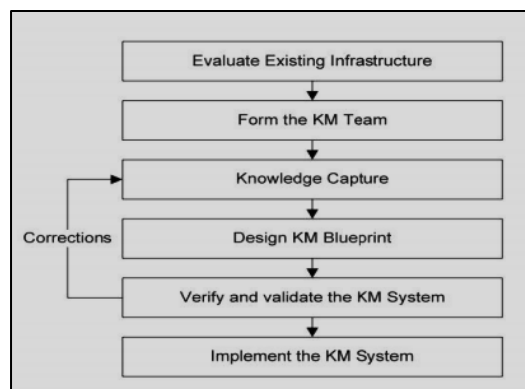 Evaluate Existing Infrastructure
Form the KM Team
Knowledge Capture
Corrections
Design KM Blueprint
Verify and validate the KM System
Implement the KM System